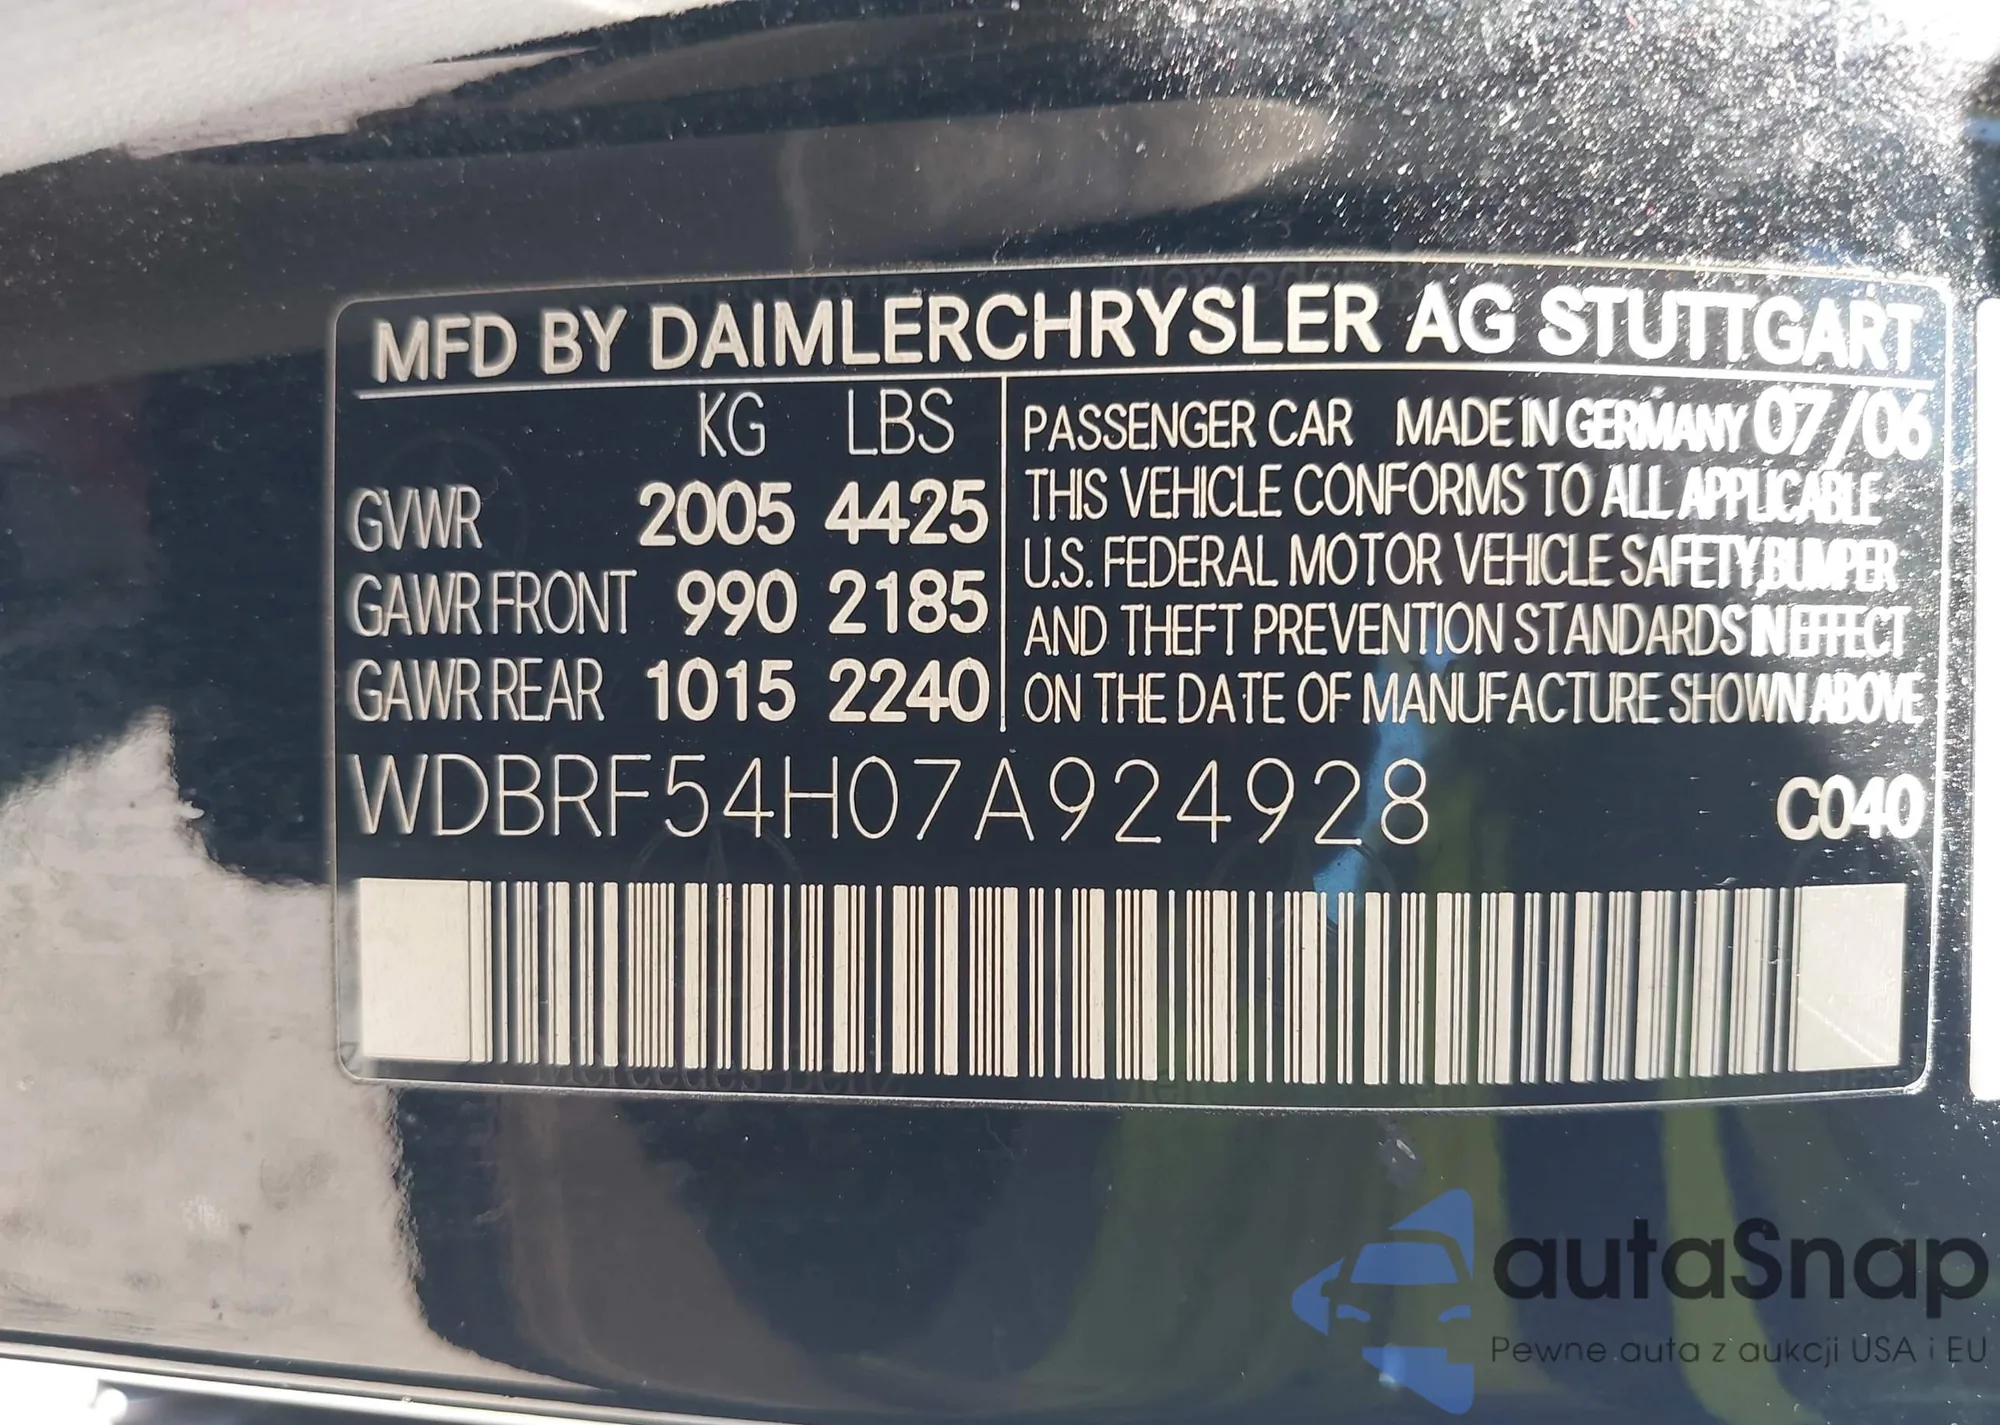 MFD BY DAIMLERCHRYSLER AG STUTTGART
KG LBS
GVWR 2005 4425
GAWR FRONT 990 2185
GAWR REAR 1015 2240
PASSENGER CAR MADE IN GERMANY 07/06
THIS VEHICLE CONFORMS TO ALL APPLICABLE
U.S. FEDERAL MOTOR VEHICLE SAFETY,BUMPER
AND THEFT PREVENTION STANDARDS IN EFFECT
ON THE DATE OF MANUFACTURE SHOWN ABOVE
WDBRF54H07A924928
C040
Mercedes Benz
autaSnap
Pewne auta z aukcji USA i EU